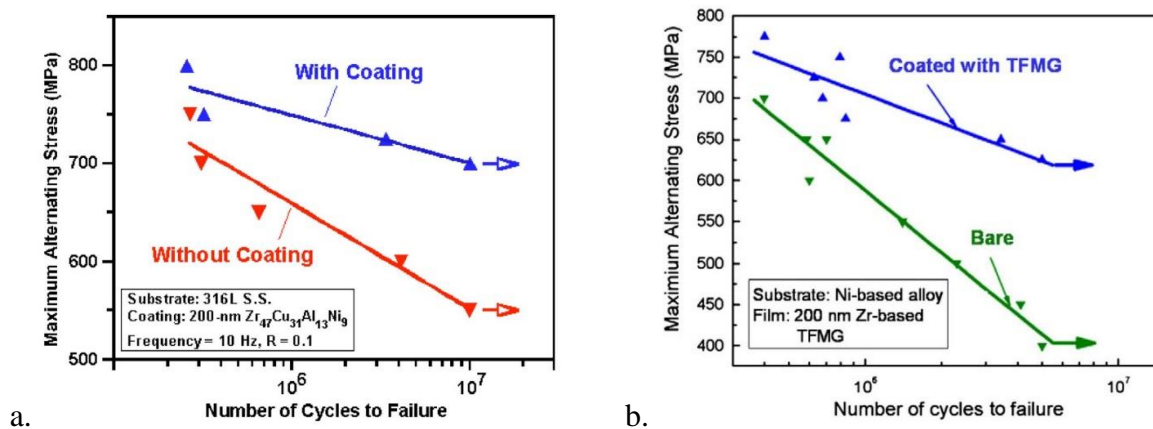 Maximum Alternating Stress (MPa)
800
700
600
500
With Coating
Without Coating
Substrate: 316L S.S.
Coating: 200-nm Zr47Cu31Al13Ni9
Frequency = 10 Hz, R = 0.1
10^6
10^7
Number of Cycles to Failure
a.
Maximium Alternating Stress (MPa)
800
750
700
650
600
550
500
450
400
Coated with TFMG
Bare
Substrate: Ni-based alloy
Film: 200 nm Zr-based
TFMG
10^6
10^7
Number of cycles to failure
b.